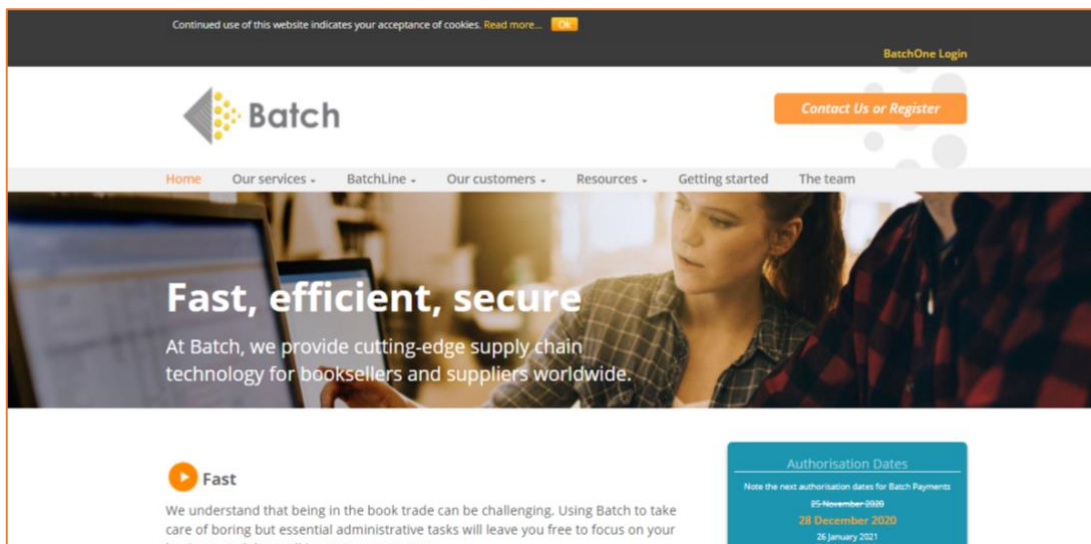 Continued use of this website indicates your acceptance of cookies. Read more... Ok
BatchOne Login
Batch
Contact Us or Register
Home Our services BatchLine Our customers Resources Getting started The team
Fast, efficient, secure
At Batch, we provide cutting-edge supply chain
technology for booksellers and suppliers worldwide.
Fast
We understand that being in the book trade can be challenging. Using Batch to take
care of boring but essential administrative tasks will leave you free to focus on your
Authorisation Dates
Note the next authorisation dates for Batch Payments
25 November 2020
28 December 2020
26 January 2021